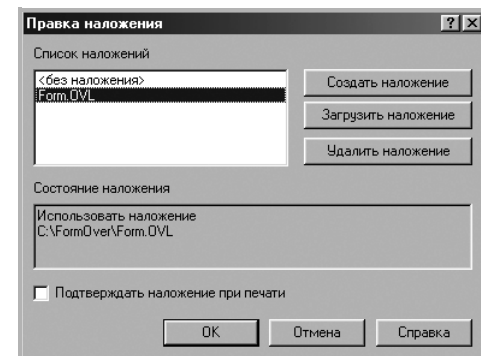 Правка наложения
Список наложений
<без наложения>
Form.OVL
Создать наложение
Загрузить наложение
Удалить наложение
Состояние наложения
Использовать наложение
C:\FormOver\Form.OVL
Подтверждать наложение при печати
OK
Отмена
Справка